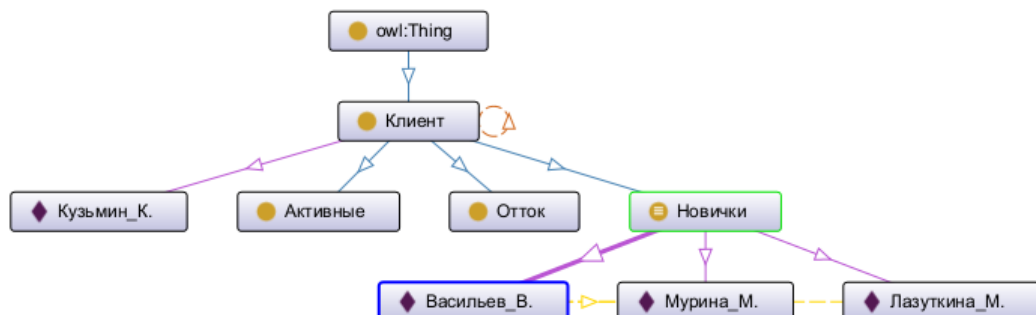 owl:Thing
Клиент
Кузьмин_К.
Активные
Отток
Новички
Васильев_В.
Мурина_М.
Лазуткина_М.